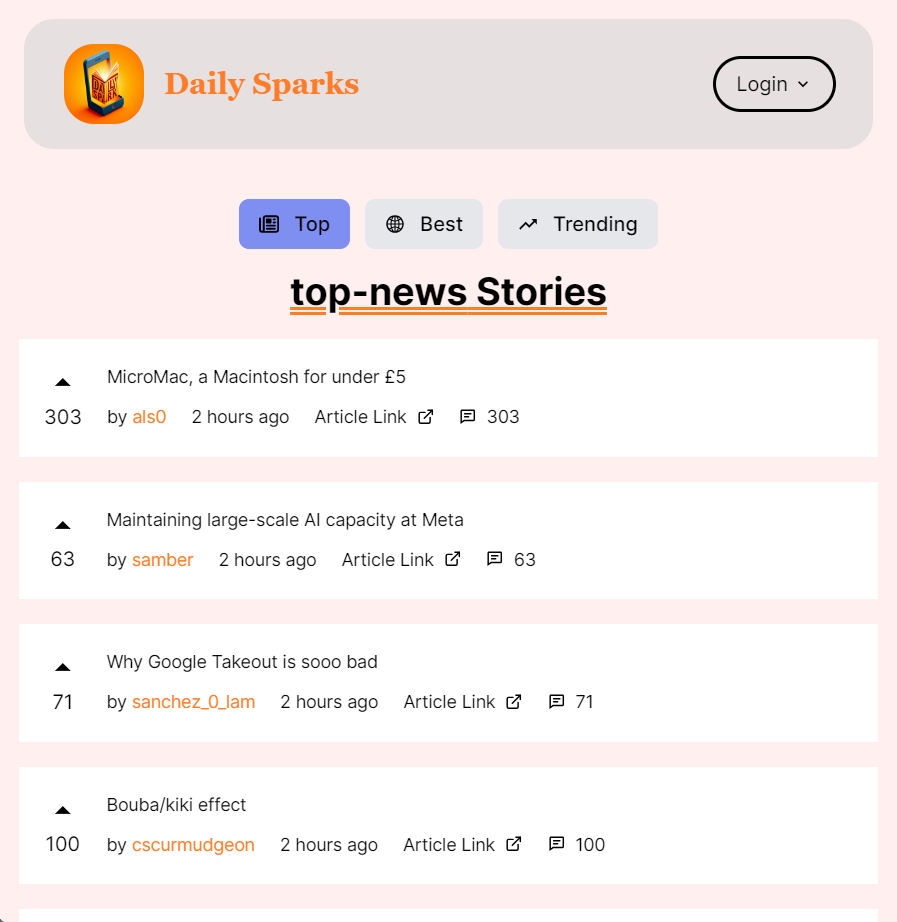 Daily Sparks
Login
Top Best Trending
top-news Stories
MicroMac, a Macintosh for under £5
303 by als0 2 hours ago Article Link 303
Maintaining large-scale AI capacity at Meta
63 by samber 2 hours ago Article Link 63
Why Google Takeout is sooo bad
71 by sanchez_0_lam 2 hours ago Article Link 71
Bouba/kiki effect
100 by cscurmudgeon 2 hours ago Article Link 100